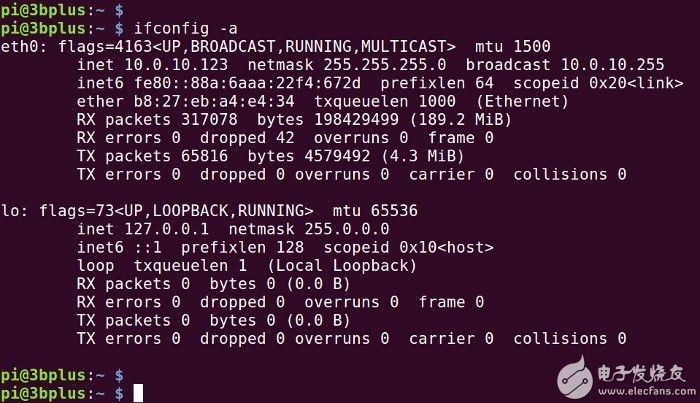 pi@3bplus:~ $
pi@3bplus:~ $ ifconfig -a
eth0: flags=4163<UP,BROADCAST,RUNNING,MULTICAST>  mtu 1500
        inet 10.0.10.123  netmask 255.255.255.0  broadcast 10.0.10.255
        inet6 fe80::88a:6aaa:22f4:672d  prefixlen 64  scopeid 0x20<link>
        ether b8:27:eb:a4:e4:34  txqueuelen 1000  (Ethernet)
        RX packets 317078  bytes 198429499 (189.2 MiB)
        RX errors 0  dropped 42  overruns 0  frame 0
        TX packets 65816  bytes 4579492 (4.3 MiB)
        TX errors 0  dropped 0 overruns 0  carrier 0  collisions 0

lo: flags=73<UP,LOOPBACK,RUNNING>  mtu 65536
        inet 127.0.0.1  netmask 255.0.0.0
        inet6 ::1  prefixlen 128  scopeid 0x10<host>
        loop  txqueuelen 1  (Local Loopback)
        RX packets 0  bytes 0 (0.0 B)
        RX errors 0  dropped 0  overruns 0  frame 0
        TX packets 0  bytes 0 (0.0 B)
        TX errors 0  dropped 0 overruns 0  carrier 0  collisions 0

pi@3bplus:~ $
pi@3bplus:~ $
电子发烧友
www.elecfans.com